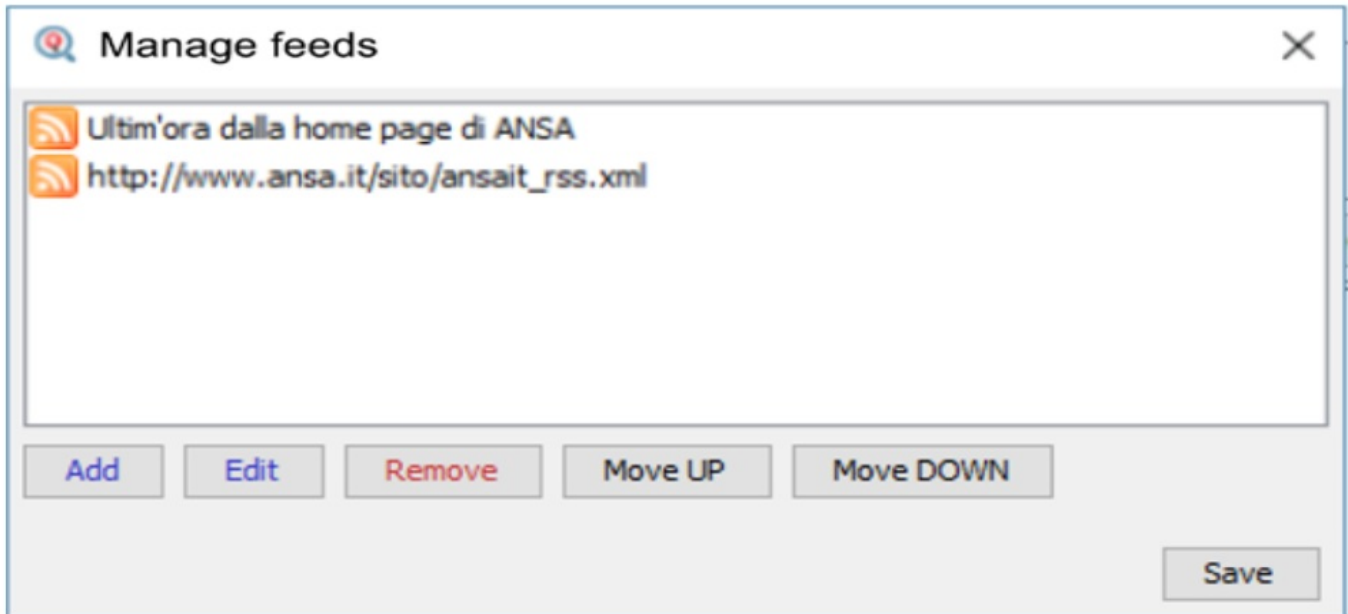 Manage feeds
Ultim'ora dalla home page di ANSA
http://www.ansa.it/sito/ansait_rss.xml
Add Edit Remove Move UP Move DOWN
Save